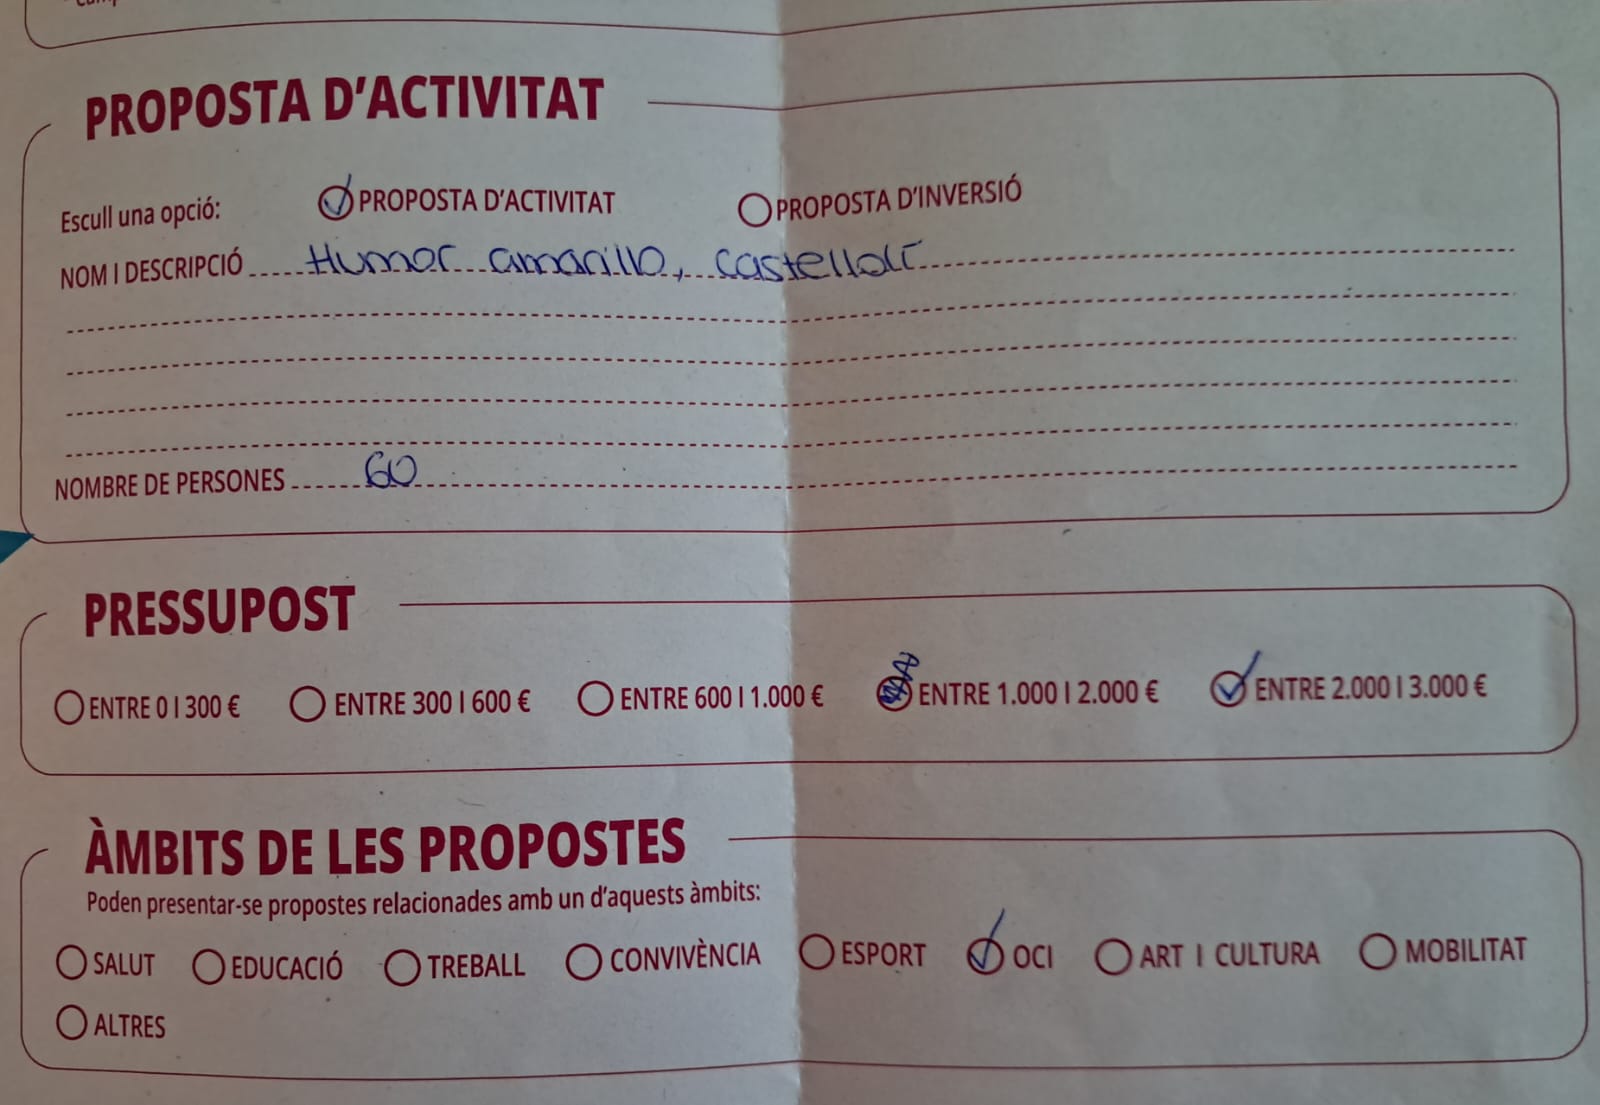 PROPOSTA D'ACTIVITAT
Escull una opció: PROPOSTA D'ACTIVITAT PROPOSTA D'INVERSIÓ
NOM I DESCRIPCIÓ Humor amarillo, Castellolí
NOMBRE DE PERSONES 60
PRESSUPOST
ENTRE 0 I 300 € ENTRE 300 I 600 € ENTRE 600 I 1.000 € ENTRE 1.000 I 2.000 € ENTRE 2.000 I 3.000 €
ÀMBITS DE LES PROPOSTES
Poden presentar-se propostes relacionades amb un d'aquests àmbits:
SALUT EDUCACIÓ TREBALL CONVIVÈNCIA ESPORT OCI ART I CULTURA MOBILITAT
ALTRES